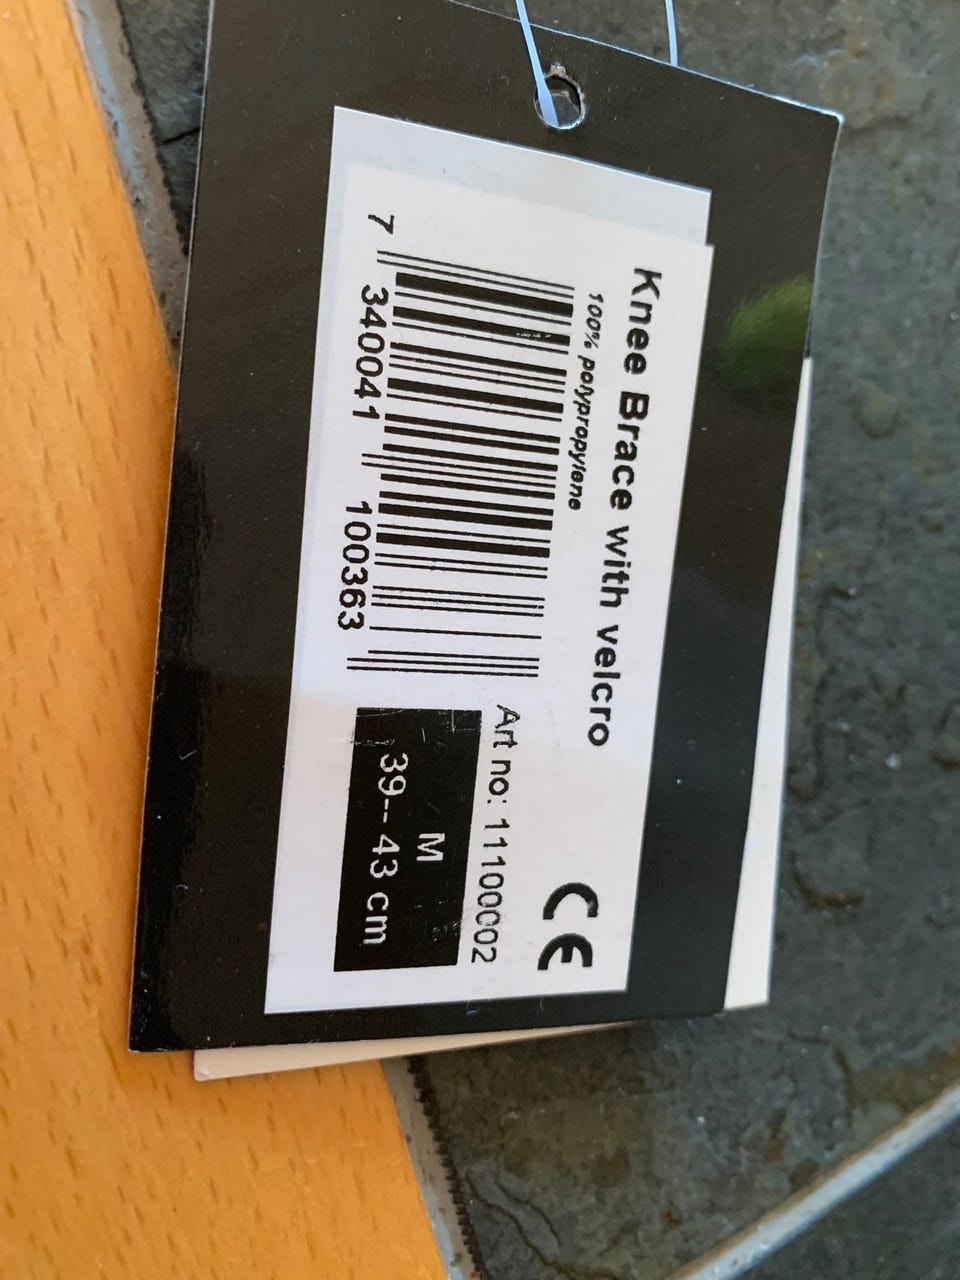 Knee Brace with velcro
100% polypropylene
7 340041 100363
CE
Art no: 11100002
M
39-- 43 cm